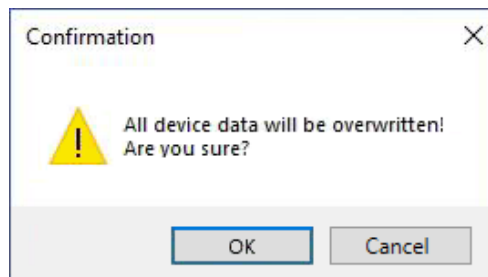 Confirmation
All device data will be overwritten!
Are you sure?
OK
Cancel